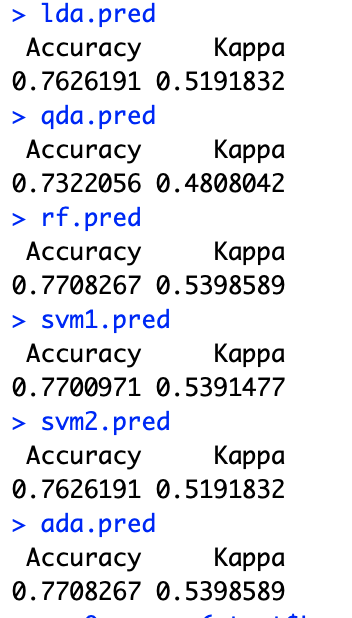 > lda.pred
Accuracy Kappa
0.7626191 0.5191832
> qda.pred
Accuracy Kappa
0.7322056 0.4808042
> rf.pred
Accuracy Kappa
0.7708267 0.5398589
> svm1.pred
Accuracy Kappa
0.7700971 0.5391477
> svm2.pred
Accuracy Kappa
0.7626191 0.5191832
> ada.pred
Accuracy Kappa
0.7708267 0.5398589